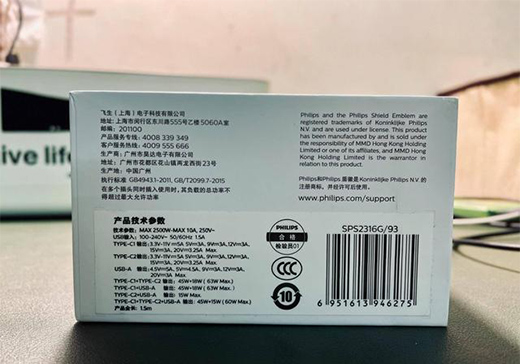 ive life
飞生（上海）电子科技有限公司
地址：上海市闵行区东川路555号乙楼 5060A室
邮编：201100
产品服务专线：4008 339 349
客户服务热线：4009 555 666
生产商：广州市昊达电子有限公司
地址：广州市花都区花山镇两龙西街23号
产地：中国广州
执行标准 GB4943.1-2011, GB/T2099.7-2015
在多个插头同时插入使用时，其负载的总功率不
得超过最大允许功率
Philips and the Philips Shield Emblem are
registered trademarks of Koninklijke Philips
N.V. and are used under license. This product
has been manufactured by and is sold
under the responsibility of MMD Hong Kong Holding
Limited or one of its affiliates, and MMD Hong
Kong Holding Limited is the warrantor in
relation to this product.
Philips和Philips 盾徽是 Koninklijke Philips N.V. 的
注册商标，并经许可后使用。
www.philips.com/support
产品技术参数
技术参数：MAX 2500W-MAX 10A, 250V~
USB输入：100-240V~ 50/60Hz 1.5A
TYPE-C1 输出：3.3V-11V=5A 5V=3A, 9V=3A, 12V=3A,
15V=3A, 20V=3.25A Max.
TYPE-C2 输出：3.3V-11V=5A 5V=3A, 9V=3A, 12V=3A,
15V=3A, 20V=3.25A Max.
USB-A 输出：4.5V=5A, 5V=4.5A, 9V=3A, 12V=3A,
20V=3A Max.
TYPE-C1+TYPE-C2 输出：45W+18W ( 63W Max.)
TYPE-C1+USB-A 输出：45W+18W ( 63W Max.)
TYPE-C2+USB-A 输出：15W Max
TYPE-C1+USB-A
+TYPE-C2+USB-A 输出：45W+15W (60W Max.)
产品全长：1.5m
PHILIPS
合格
检验员01
CCC
10
SPS2316G/93
6 951613 946275